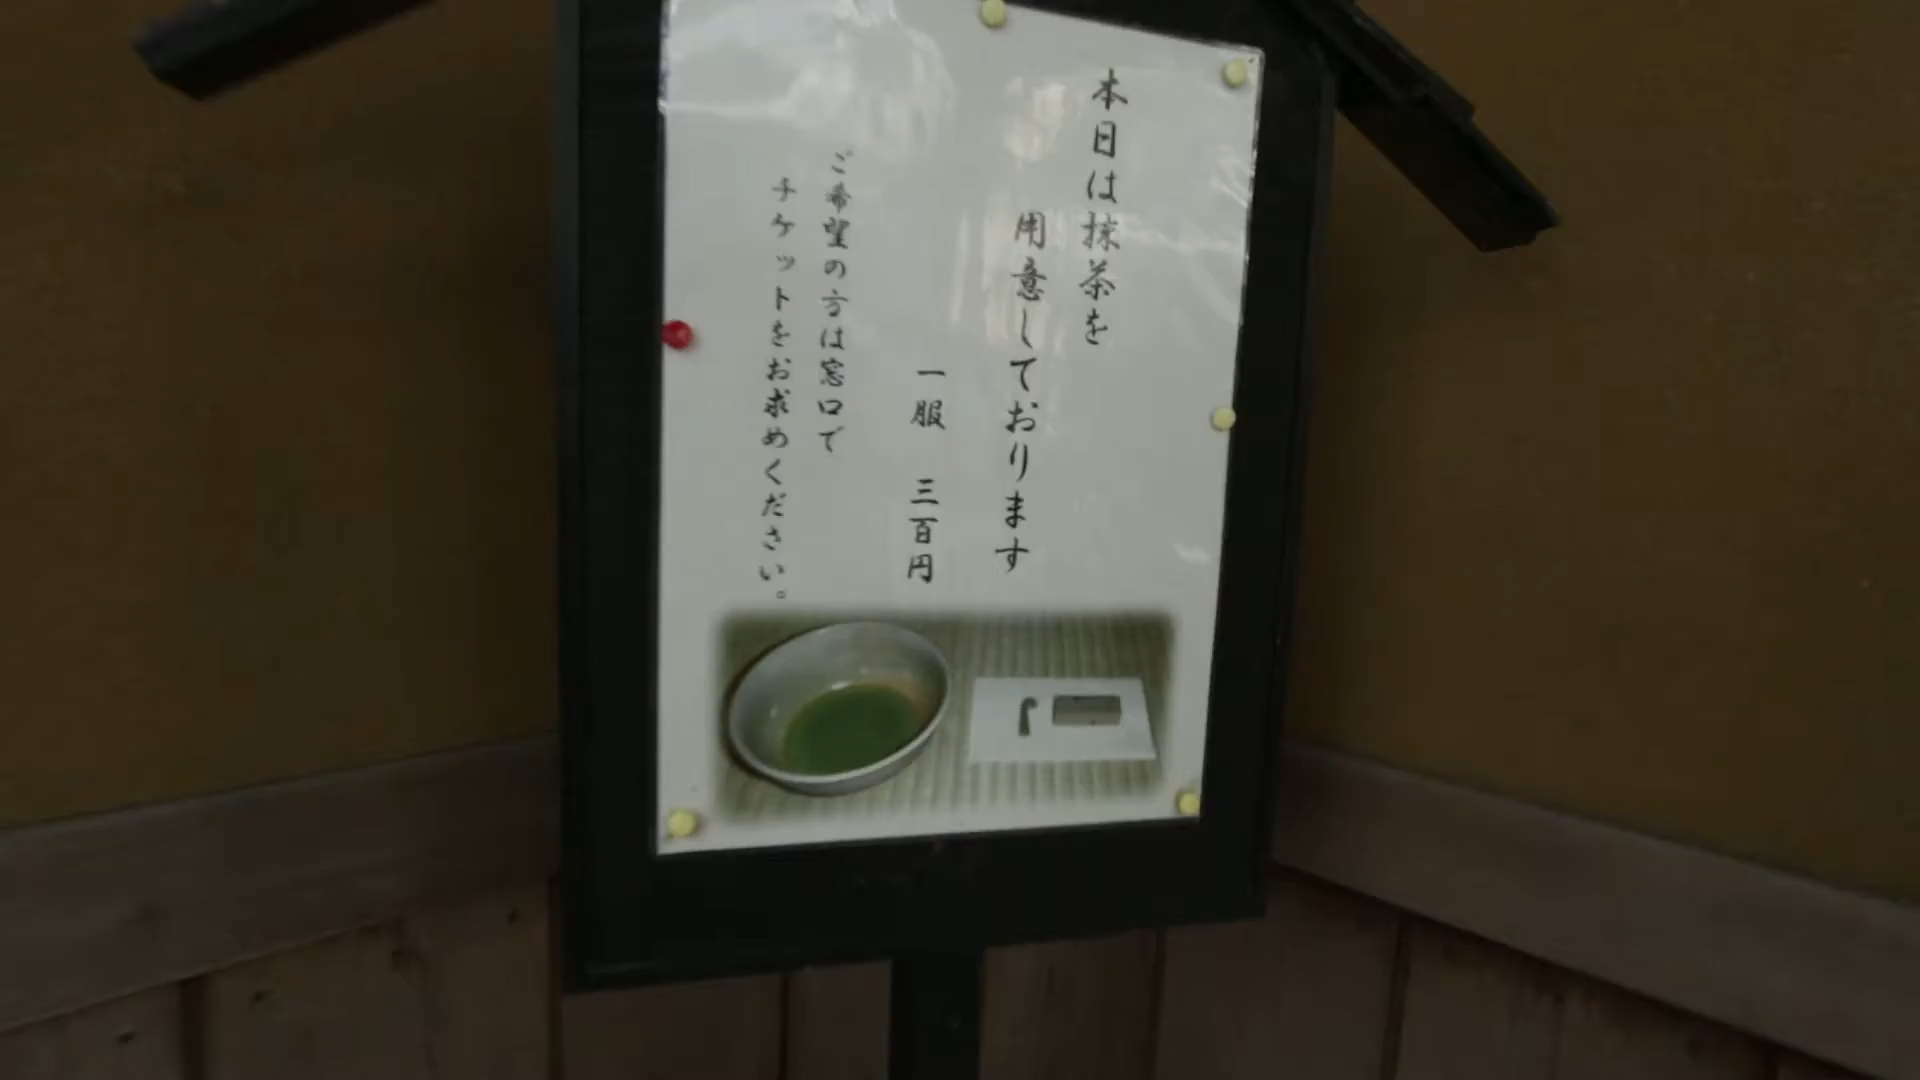 本日は抹茶を
用意しております
一服　三百円
ご希望の方は窓口で
チケットをお求めください。